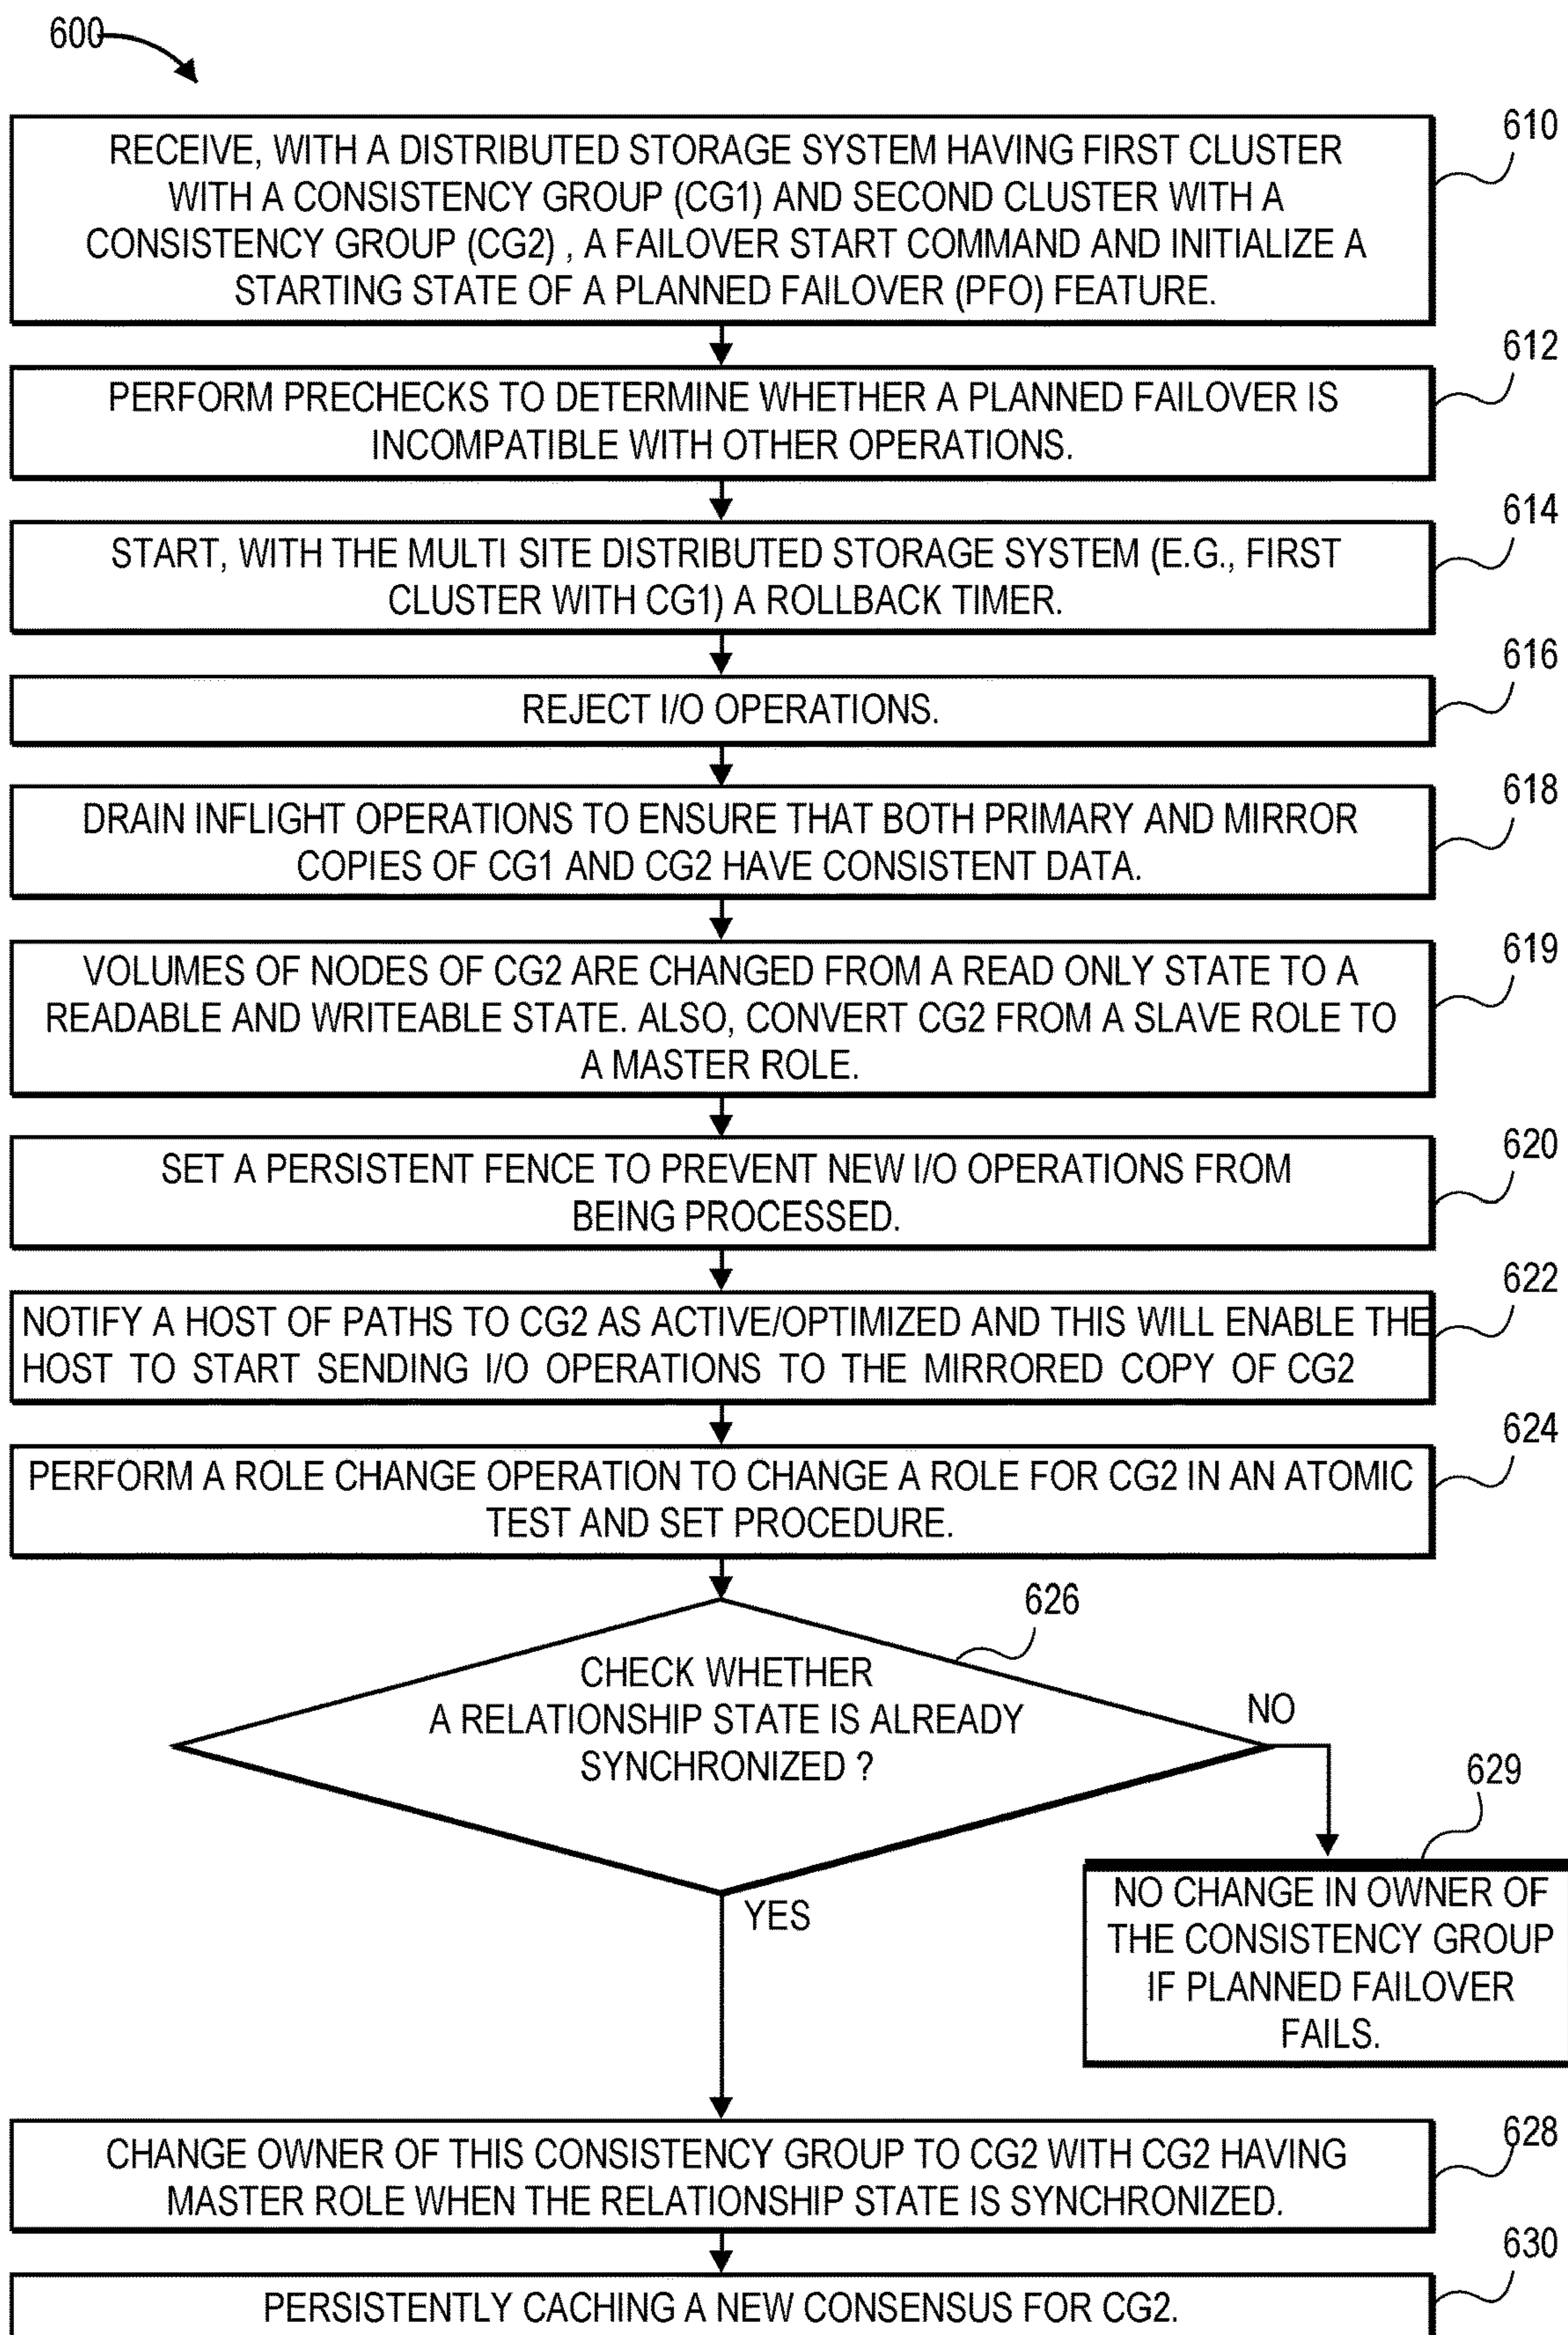 600
610
RECEIVE, WITH A DISTRIBUTED STORAGE SYSTEM HAVING FIRST CLUSTER
WITH A CONSISTENCY GROUP (CG1) AND SECOND CLUSTER WITH A
CONSISTENCY GROUP (CG2) , A FAILOVER START COMMAND AND INITIALIZE A
STARTING STATE OF A PLANNED FAILOVER (PFO) FEATURE.
612
PERFORM PRECHECKS TO DETERMINE WHETHER A PLANNED FAILOVER IS
INCOMPATIBLE WITH OTHER OPERATIONS.
614
START, WITH THE MULTI SITE DISTRIBUTED STORAGE SYSTEM (E.G., FIRST
CLUSTER WITH CG1) A ROLLBACK TIMER.
616
REJECT I/O OPERATIONS.
618
DRAIN INFLIGHT OPERATIONS TO ENSURE THAT BOTH PRIMARY AND MIRROR
COPIES OF CG1 AND CG2 HAVE CONSISTENT DATA.
619
VOLUMES OF NODES OF CG2 ARE CHANGED FROM A READ ONLY STATE TO A
READABLE AND WRITEABLE STATE. ALSO, CONVERT CG2 FROM A SLAVE ROLE TO
A MASTER ROLE.
620
SET A PERSISTENT FENCE TO PREVENT NEW I/O OPERATIONS FROM
BEING PROCESSED.
622
NOTIFY A HOST OF PATHS TO CG2 AS ACTIVE/OPTIMIZED AND THIS WILL ENABLE THE
HOST TO START SENDING I/O OPERATIONS TO THE MIRRORED COPY OF CG2
624
PERFORM A ROLE CHANGE OPERATION TO CHANGE A ROLE FOR CG2 IN AN ATOMIC
TEST AND SET PROCEDURE.
626
CHECK WHETHER
A RELATIONSHIP STATE IS ALREADY
SYNCHRONIZED ?
NO
629
NO CHANGE IN OWNER OF
THE CONSISTENCY GROUP
IF PLANNED FAILOVER
FAILS.
YES
628
CHANGE OWNER OF THIS CONSISTENCY GROUP TO CG2 WITH CG2 HAVING
MASTER ROLE WHEN THE RELATIONSHIP STATE IS SYNCHRONIZED.
630
PERSISTENTLY CACHING A NEW CONSENSUS FOR CG2.